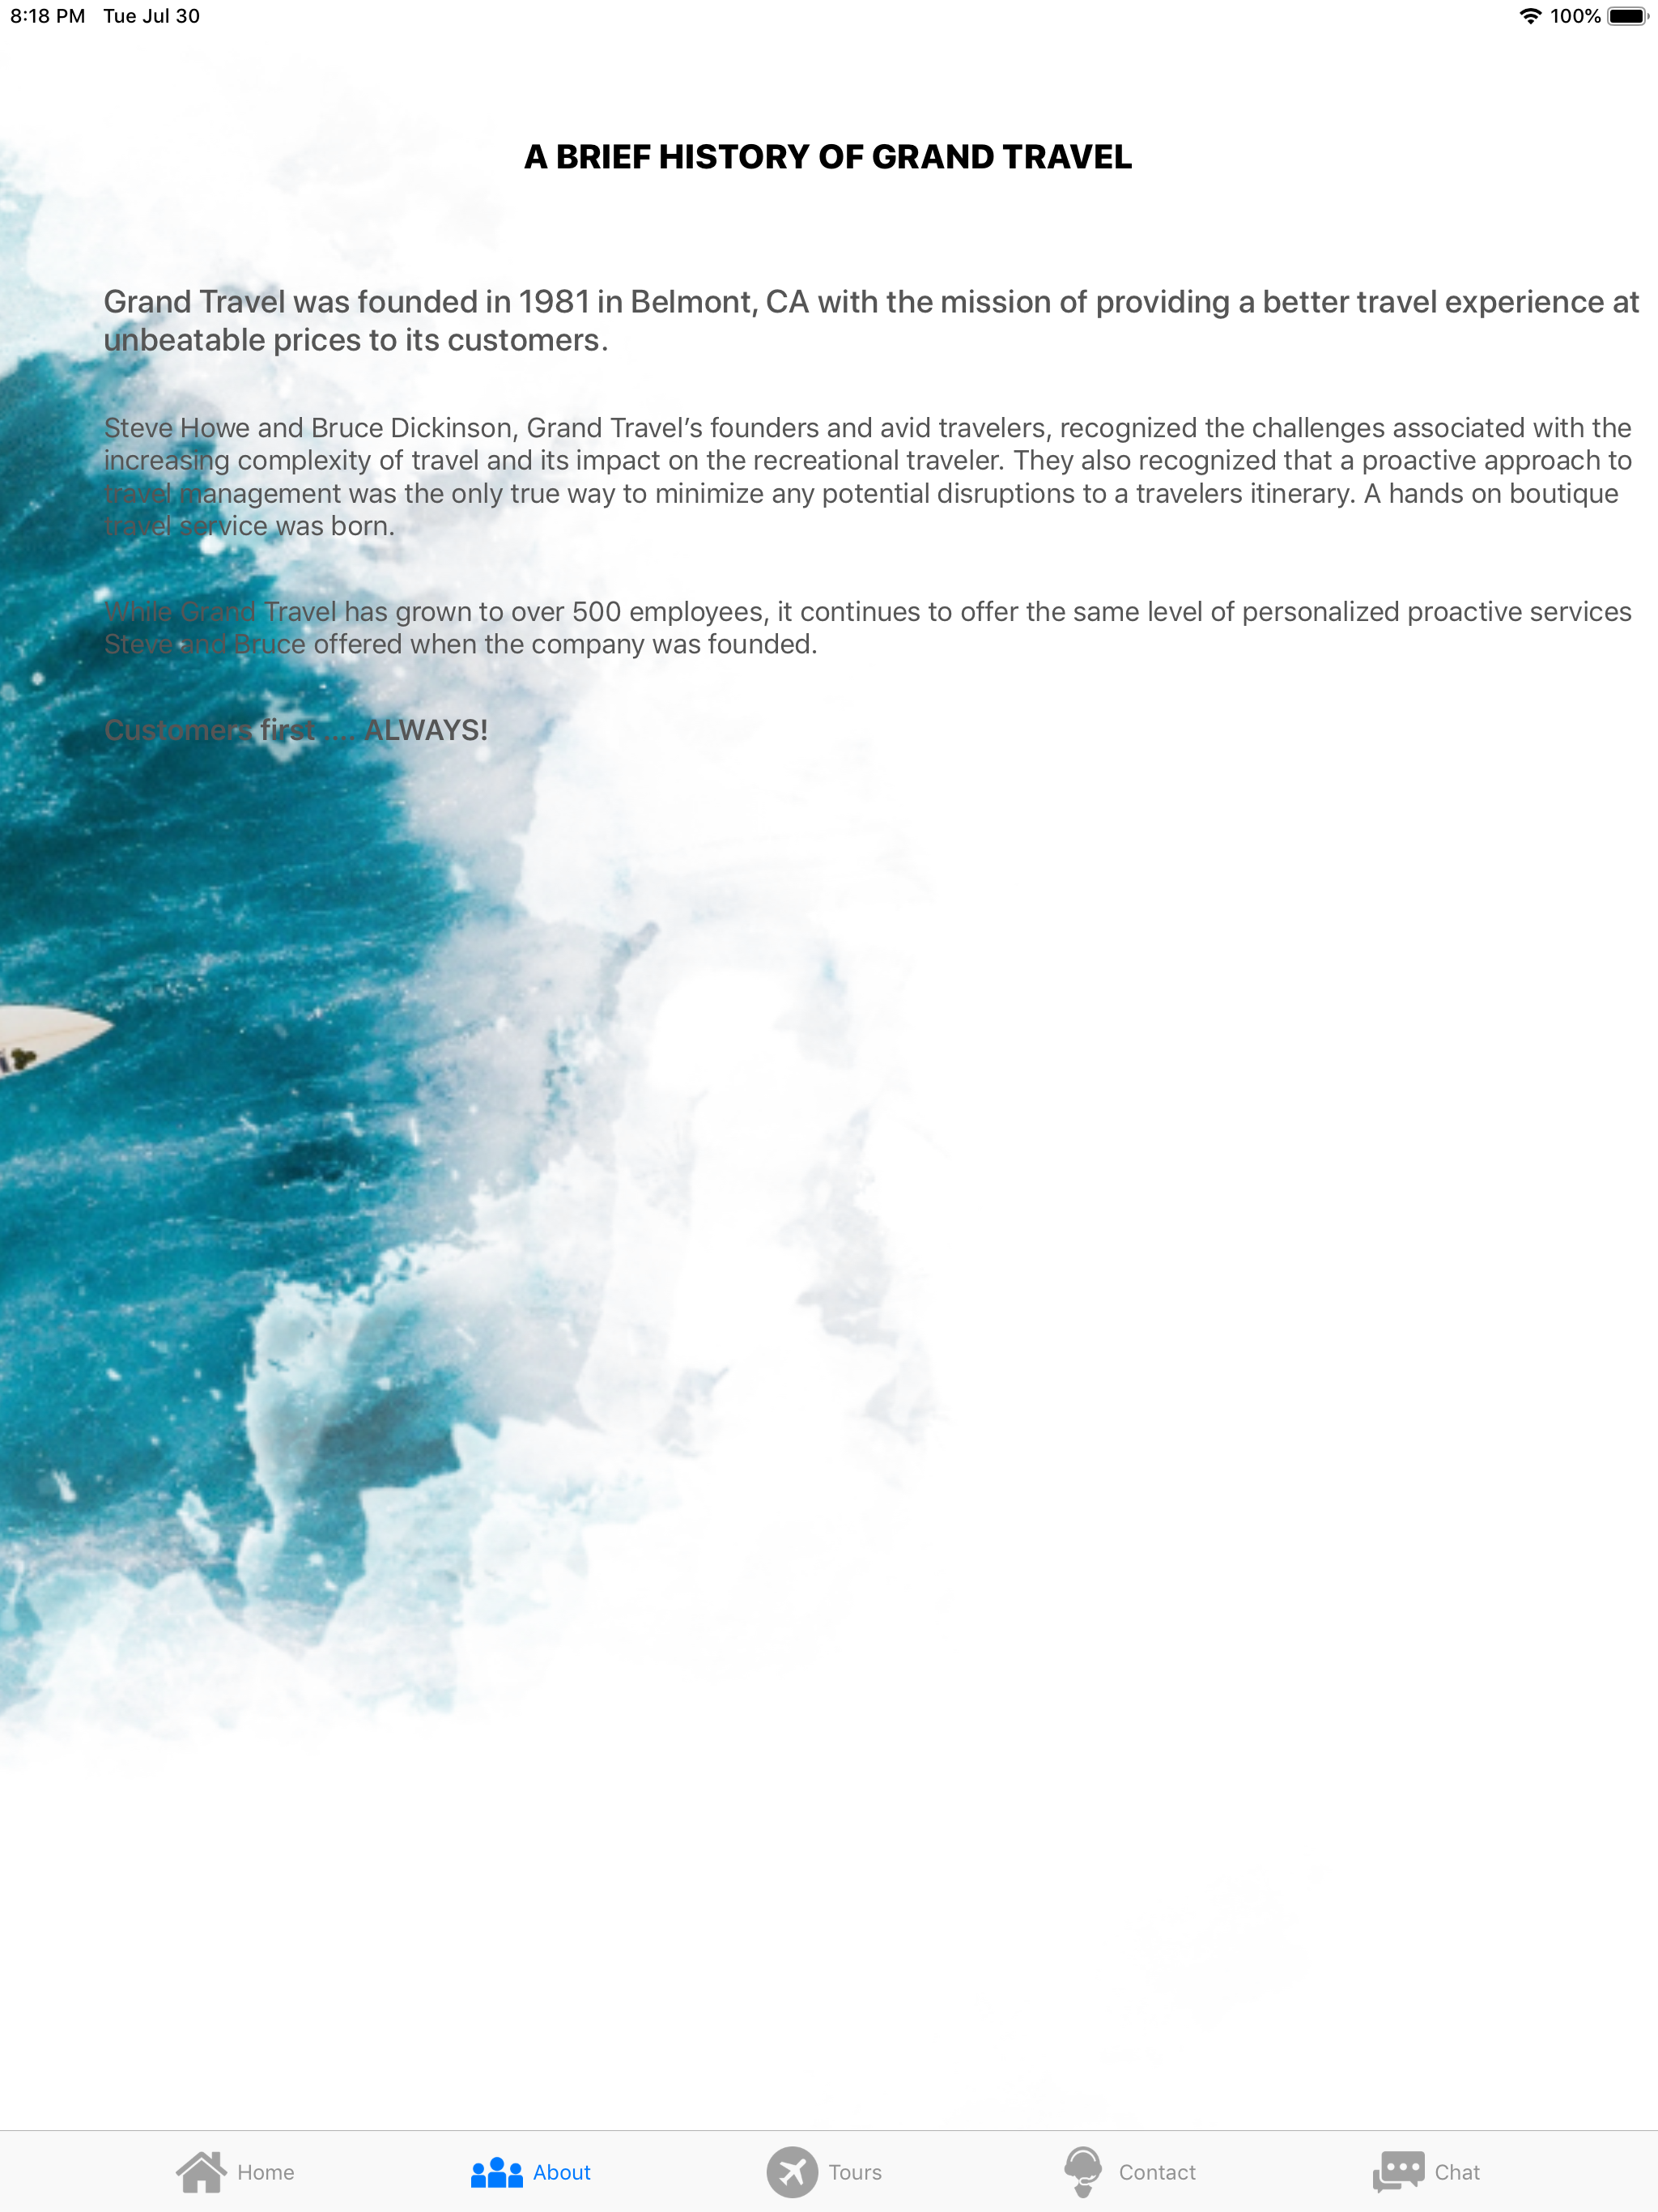 8:18 PM Tue Jul 30 100%
A BRIEF HISTORY OF GRAND TRAVEL
Grand Travel was founded in 1981 in Belmont, CA with the mission of providing a better travel experience at
unbeatable prices to its customers.
Steve Howe and Bruce Dickinson, Grand Travel’s founders and avid travelers, recognized the challenges associated with the
increasing complexity of travel and its impact on the recreational traveler. They also recognized that a proactive approach to
travel management was the only true way to minimize any potential disruptions to a travelers itinerary. A hands on boutique
travel service was born.
While Grand Travel has grown to over 500 employees, it continues to offer the same level of personalized proactive services
Steve and Bruce offered when the company was founded.
Customers first .... ALWAYS!
Home About Tours Contact Chat